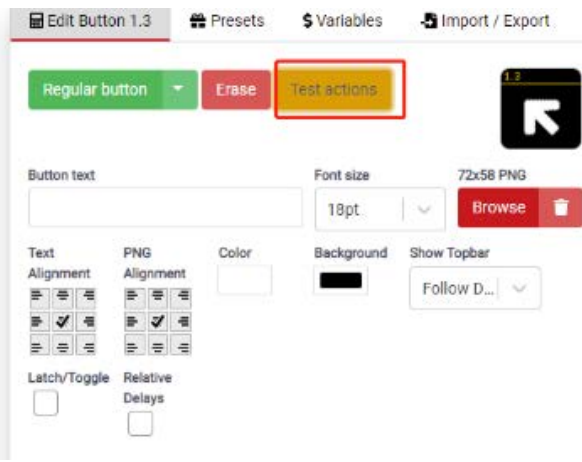 Edit Button 1.3 Presets $ Variables Import / Export
Regular button Erase Test actions
1.3
Button text Font size 72x58 PNG
18pt Browse
Text Alignment PNG Alignment Color Background Show Topbar
Follow D...
Latch/Toggle Relative Delays